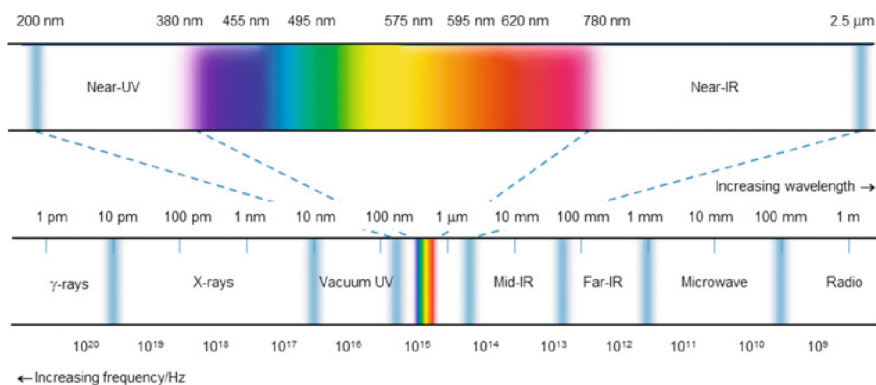 200 nm 380 nm 455 nm 495 nm 575 nm 595 nm 620 nm 780 nm 2.5 μm
Near-UV Near-IR
Increasing wavelength →
1 pm 10 pm 100 pm 1 nm 10 nm 100 nm 1 μm 10 mm 100 mm 1 mm 10 mm 100 mm 1 m
γ-rays X-rays Vacuum UV Mid-IR Far-IR Microwave Radio
10²⁰ 10¹⁹ 10¹⁸ 10¹⁷ 10¹⁶ 10¹⁵ 10¹⁴ 10¹³ 10¹² 10¹¹ 10¹⁰ 10⁹
← Increasing frequency/Hz